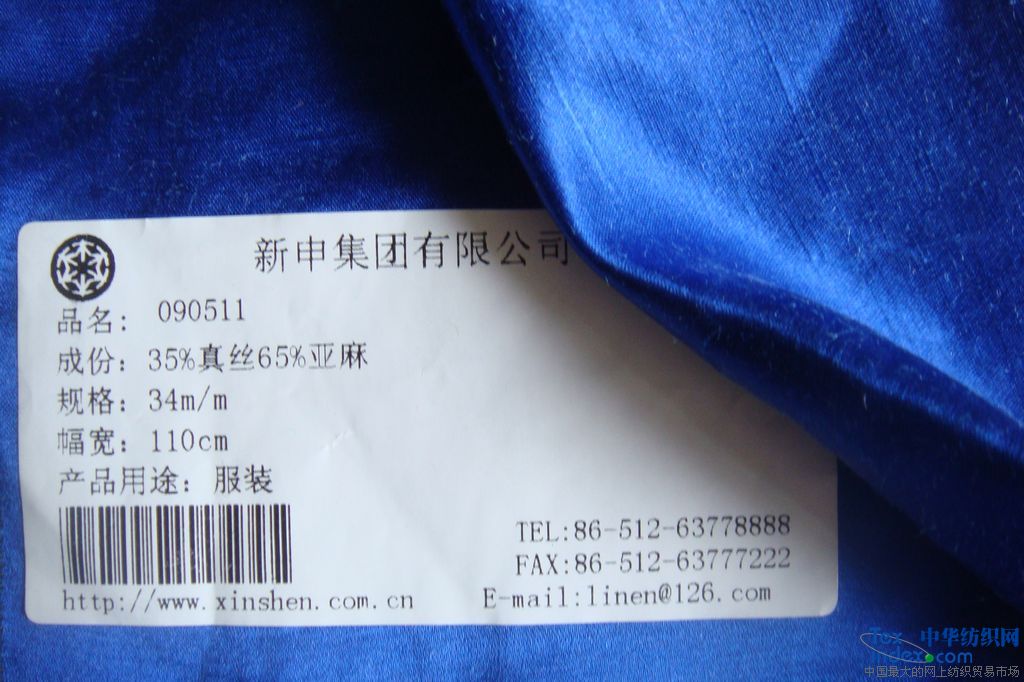 新申集团有限公司
品名: 090511
成份: 35%真丝65%亚麻
规格: 34m/m
幅宽: 110cm
产品用途: 服装
TEL:86-512-63778888
FAX:86-512-63777222
http://www.xinshen.com.cn
E-mail:linen@126.com
Tex 中华纺织网
index.com
中国最大的网上纺织贸易市场